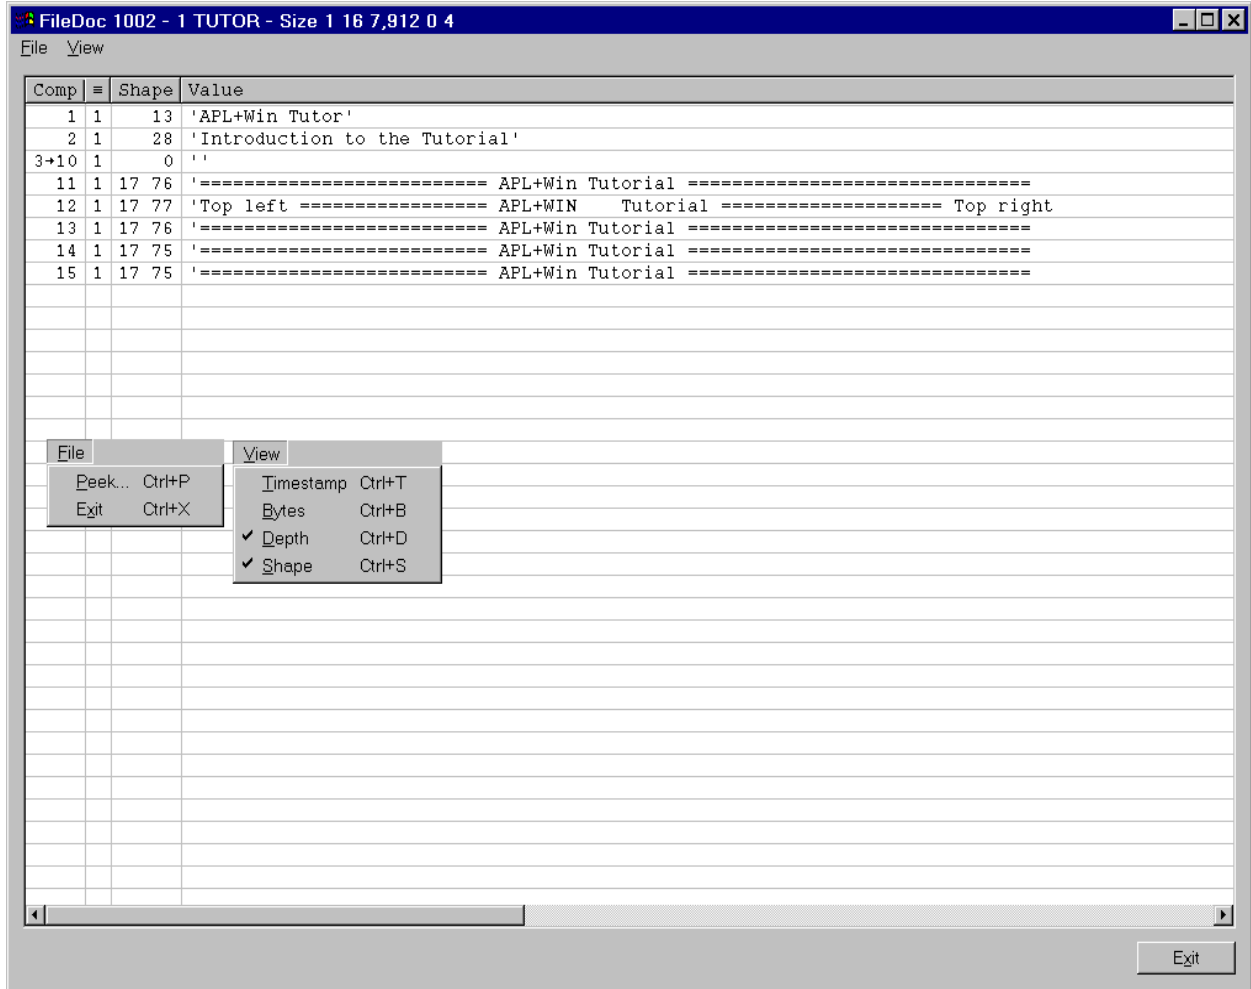 FileDoc 1002 - 1 TUTOR - Size 1 16 7,912 0 4
File View
Comp ≡ Shape Value
1 1 13 'APL+Win Tutor'
2 1 28 'Introduction to the Tutorial'
3→10 1 0 ''
11 1 17 76 '========================== APL+Win Tutorial ===============================
12 1 17 77 'Top left ================= APL+WIN    Tutorial ==================== Top right
13 1 17 76 '========================== APL+Win Tutorial ===============================
14 1 17 75 '========================== APL+Win Tutorial ===============================
15 1 17 75 '========================== APL+Win Tutorial ===============================
File
Peek... Ctrl+P
Exit Ctrl+X
View
Timestamp Ctrl+T
Bytes Ctrl+B
✔ Depth Ctrl+D
✔ Shape Ctrl+S
Exit